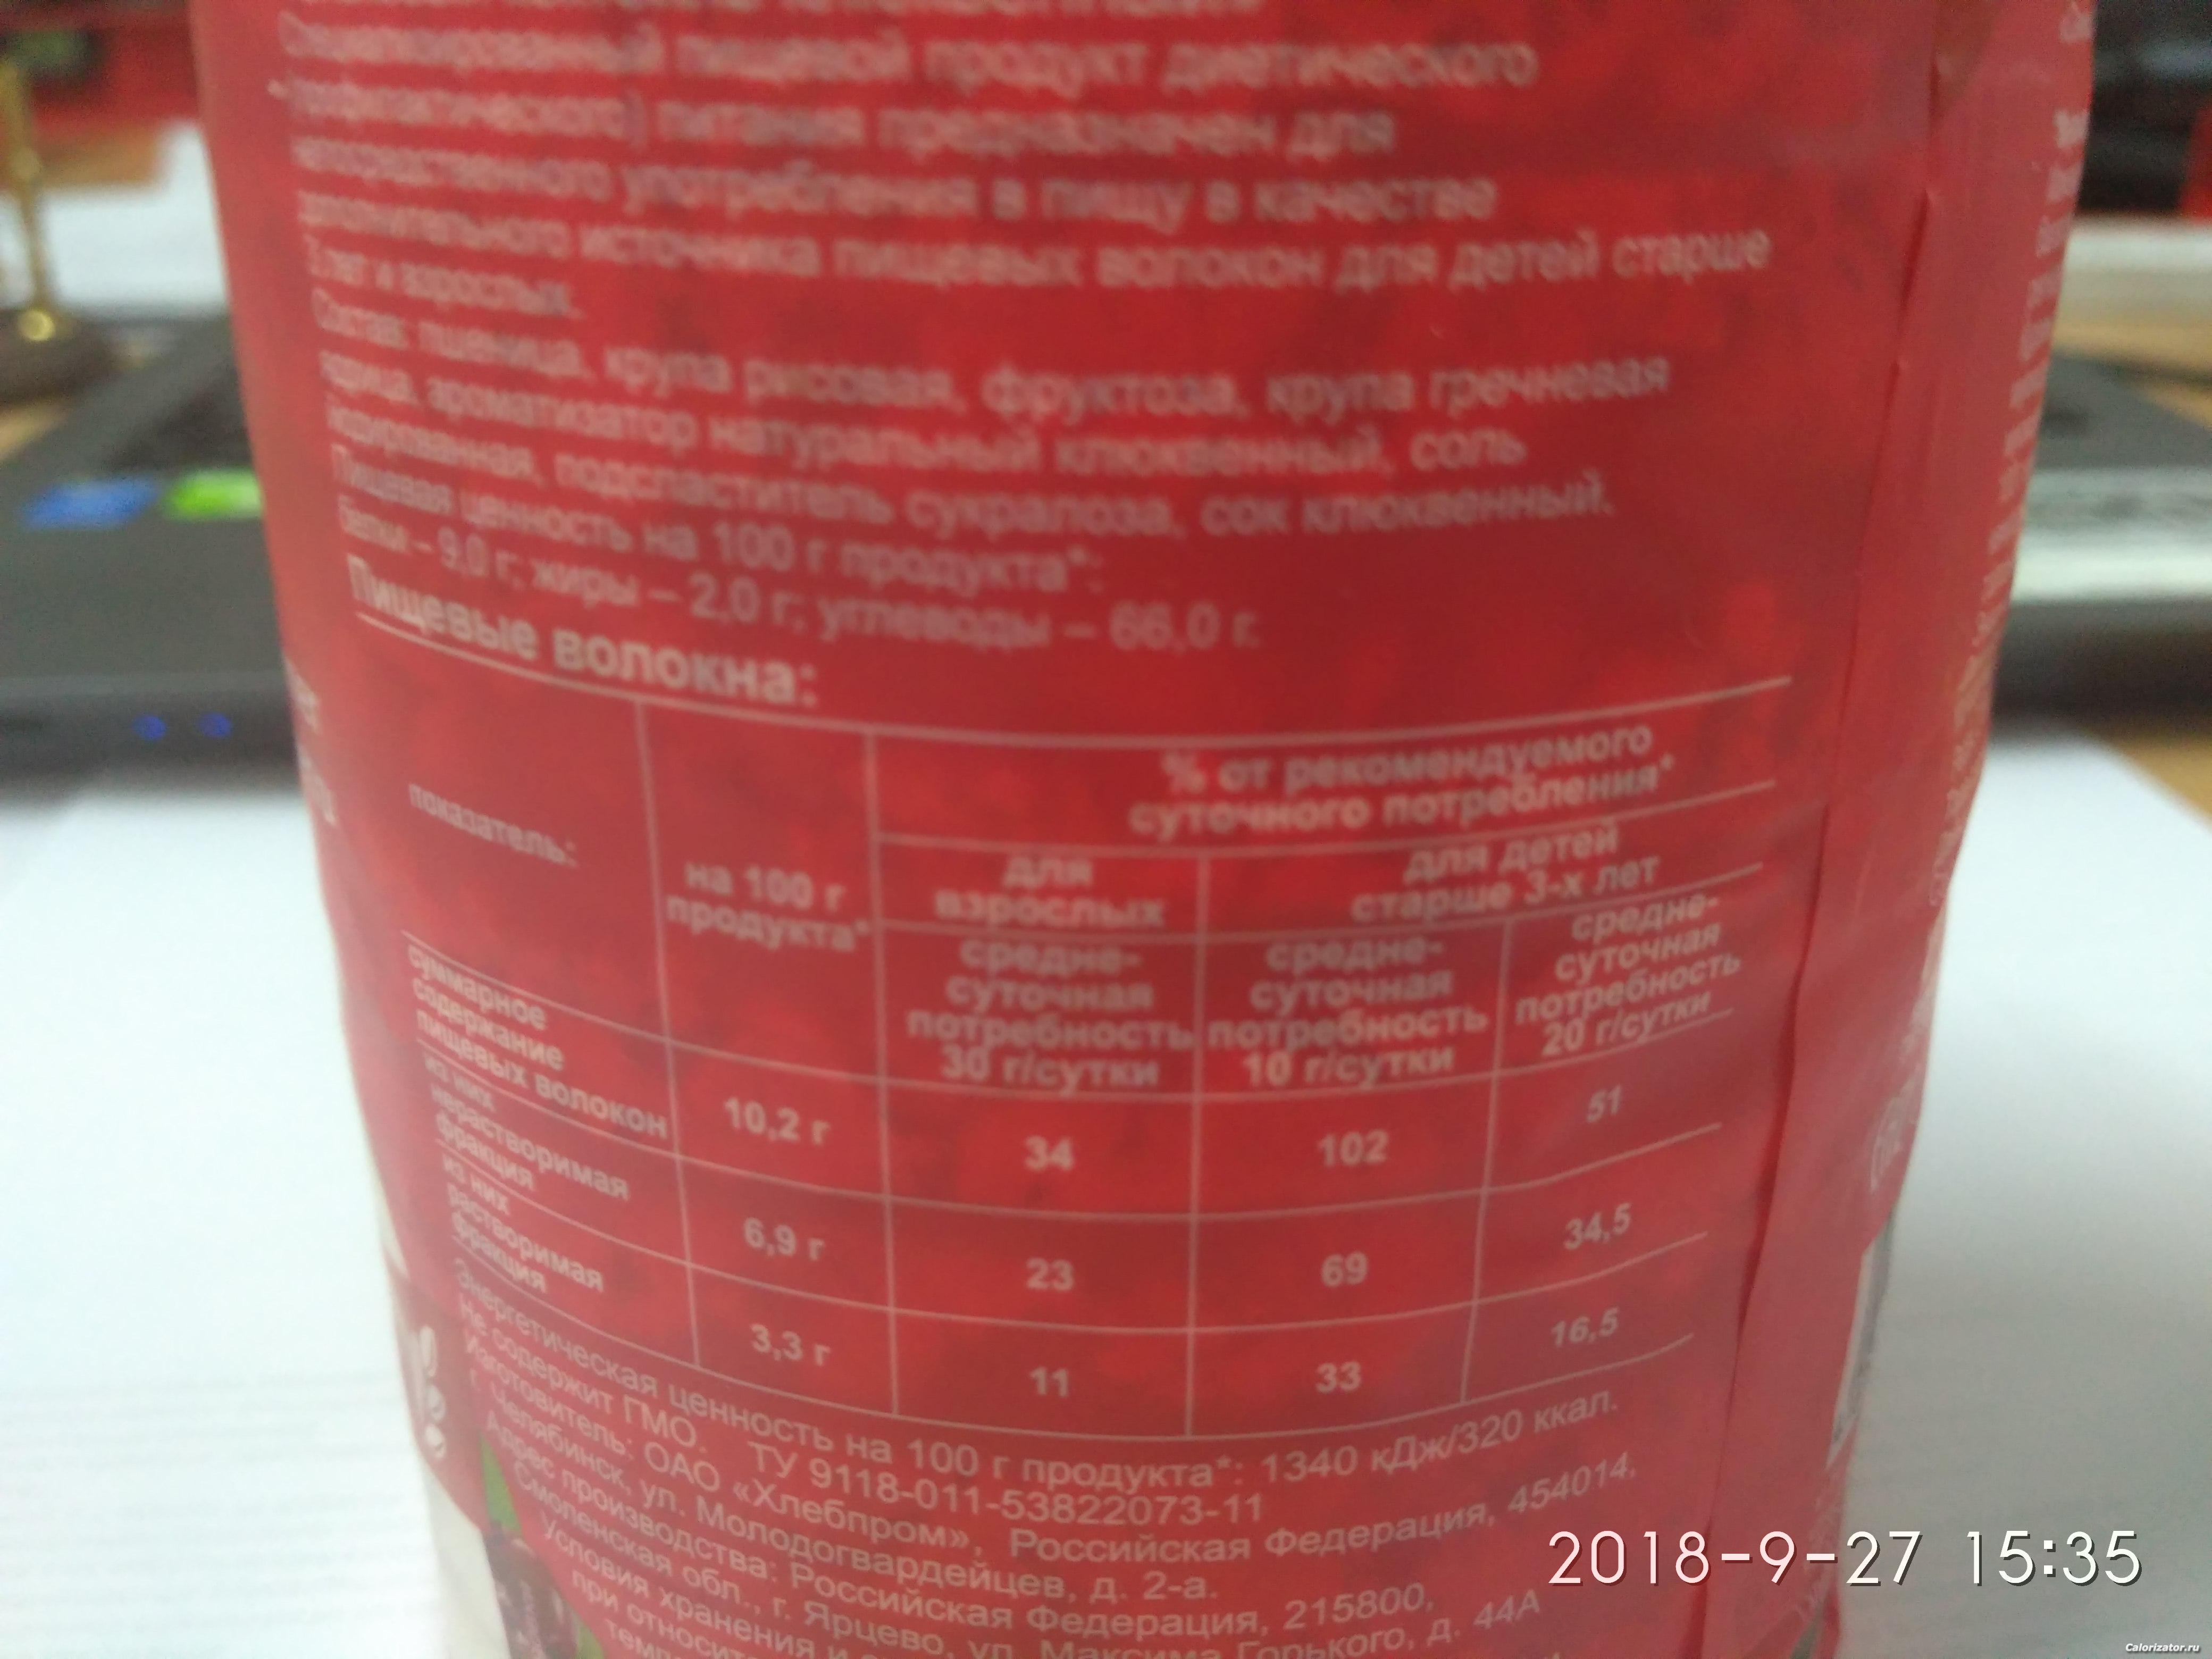 Специализированный пищевой продукт диетического
(профилактического) питания предназначен для
непосредственного употребления в пищу в качестве
дополнительного источника пищевых волокон для детей старше
3 лет и взрослых.
Состав: пшеница, крупа рисовая, фруктоза, крупа гречневая
ядрица, ароматизатор натуральный клюквенный, соль
йодированная, подсластитель сукралоза, сок клюквенный.
Пищевая ценность на 100 г продукта*:
Белки – 9,0 г; жиры – 2,0 г; углеводы – 66,0 г.
Пищевые волокна:
показатель:
на 100 г
продукта*
% от рекомендуемого
суточного потребления*
для
взрослых
для детей
старше 3-х лет
средне-
суточная
потребность
30 г/сутки
средне-
суточная
потребность
10 г/сутки
средне-
суточная
потребность
20 г/сутки
суммарное
содержание
пищевых волокон
10,2 г
34
102
51
из них
нерастворимая
фракция
6,9 г
23
69
34,5
из них
растворимая
фракция
3,3 г
11
33
16,5
Энергетическая ценность на 100 г продукта*: 1340 кДж/320 ккал.
Не содержит ГМО. ТУ 9118-011-53822073-11
Изготовитель: ОАО «Хлебпром», Российская Федерация, 454014,
г. Челябинск, ул. Молодогвардейцев, д. 2-а.
Адрес производства: Российская Федерация, 215800,
Смоленская обл., г. Ярцево, ул. Максима Горького, д. 44А
Условия хранения и
при
2018-9-27 15:35
Calorizator.ru